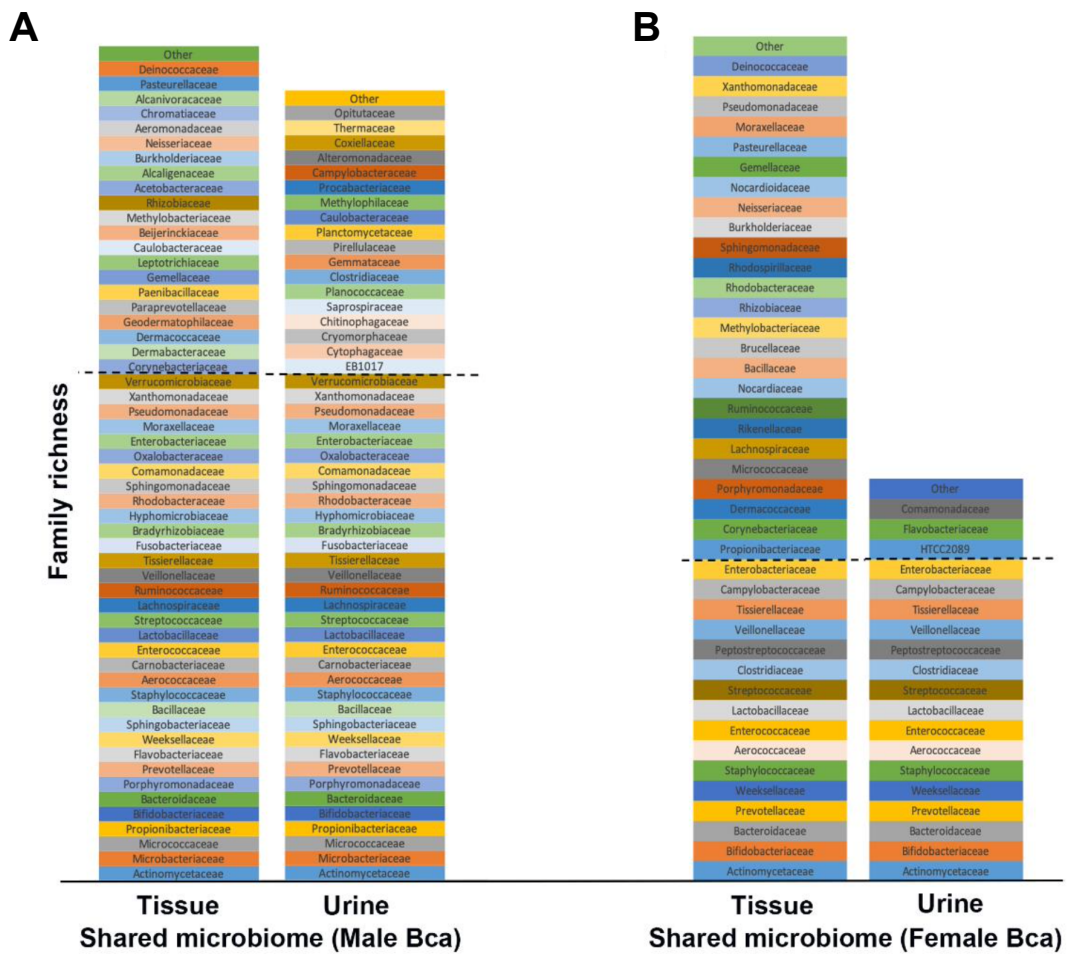 A
Other
Deinococcaceae
Pasteurellaceae
Alcanivoracaceae
Chromatiaceae
Aeromonadaceae
Neisseriaceae
Burkholderiaceae
Alcaligenaceae
Acetobacteraceae
Rhizobiaceae
Methylobacteriaceae
Beijerinckiaceae
Caulobacteraceae
Leptotrichiaceae
Gemellaceae
Paenibacillaceae
Paraprevotellaceae
Geodermatophilaceae
Dermacoccaceae
Dermabacteraceae
Corynebacteriaceae
Verrucomicrobiaceae
Xanthomonadaceae
Pseudomonadaceae
Moraxellaceae
Enterobacteriaceae
Oxalobacteraceae
Comamonadaceae
Sphingomonadaceae
Rhodobacteraceae
Hyphomicrobiaceae
Bradyrhizobiaceae
Fusobacteriaceae
Tissierellaceae
Veillonellaceae
Ruminococcaceae
Lachnospiraceae
Streptococcaceae
Lactobacillaceae
Enterococcaceae
Carnobacteriaceae
Aerococcaceae
Staphylococcaceae
Bacillaceae
Sphingobacteriaceae
Weeksellaceae
Flavobacteriaceae
Prevotellaceae
Porphyromonadaceae
Bacteroidaceae
Bifidobacteriaceae
Propionibacteriaceae
Micrococcaceae
Microbacteriaceae
Actinomycetaceae
Other
Opitutaceae
Thermaceae
Coxiellaceae
Alteromonadaceae
Campylobacteraceae
Procabacteriaceae
Methylophilaceae
Caulobacteraceae
Planctomycetaceae
Pirellulaceae
Gemmataceae
Clostridiaceae
Planococcaceae
Saprospiraceae
Chitinophagaceae
Cryomorphaceae
Cytophagaceae
EB1017
Verrucomicrobiaceae
Xanthomonadaceae
Pseudomonadaceae
Moraxellaceae
Enterobacteriaceae
Oxalobacteraceae
Comamonadaceae
Sphingomonadaceae
Rhodobacteraceae
Hyphomicrobiaceae
Bradyrhizobiaceae
Fusobacteriaceae
Tissierellaceae
Veillonellaceae
Ruminococcaceae
Lachnospiraceae
Streptococcaceae
Lactobacillaceae
Enterococcaceae
Carnobacteriaceae
Aerococcaceae
Staphylococcaceae
Bacillaceae
Sphingobacteriaceae
Weeksellaceae
Flavobacteriaceae
Prevotellaceae
Porphyromonadaceae
Bacteroidaceae
Bifidobacteriaceae
Propionibacteriaceae
Micrococcaceae
Microbacteriaceae
Actinomycetaceae
Family richness
Tissue
Urine
Shared microbiome (Male Bca)
B
Other
Deinococcaceae
Xanthomonadaceae
Pseudomonadaceae
Moraxellaceae
Pasteurellaceae
Gemellaceae
Nocardioidaceae
Neisseriaceae
Burkholderiaceae
Sphingomonadaceae
Rhodospirillaceae
Rhodobacteraceae
Rhizobiaceae
Methylobacteriaceae
Brucellaceae
Bacillaceae
Nocardiaceae
Ruminococcaceae
Rikenellaceae
Lachnospiraceae
Micrococcaceae
Porphyromonadaceae
Dermacoccaceae
Corynebacteriaceae
Propionibacteriaceae
Enterobacteriaceae
Campylobacteraceae
Tissierellaceae
Veillonellaceae
Peptostreptococcaceae
Clostridiaceae
Streptococcaceae
Lactobacillaceae
Enterococcaceae
Aerococcaceae
Staphylococcaceae
Weeksellaceae
Prevotellaceae
Bacteroidaceae
Bifidobacteriaceae
Actinomycetaceae
Other
Comamonadaceae
Flavobacteriaceae
HTCC2089
Enterobacteriaceae
Campylobacteraceae
Tissierellaceae
Veillonellaceae
Peptostreptococcaceae
Clostridiaceae
Streptococcaceae
Lactobacillaceae
Enterococcaceae
Aerococcaceae
Staphylococcaceae
Weeksellaceae
Prevotellaceae
Bacteroidaceae
Bifidobacteriaceae
Actinomycetaceae
Tissue
Urine
Shared microbiome (Female Bca)